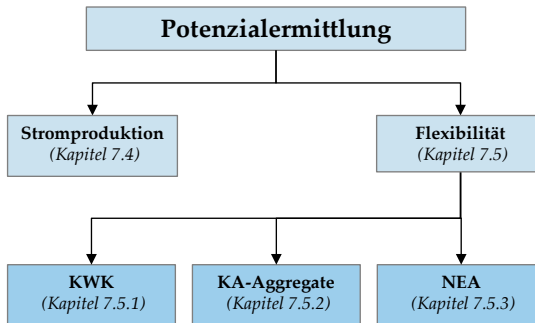 Potenzialermittlung
Stromproduktion
(Kapitel 7.4)
Flexibilität
(Kapitel 7.5)
KWK
(Kapitel 7.5.1)
KA-Aggregate
(Kapitel 7.5.2)
NEA
(Kapitel 7.5.3)